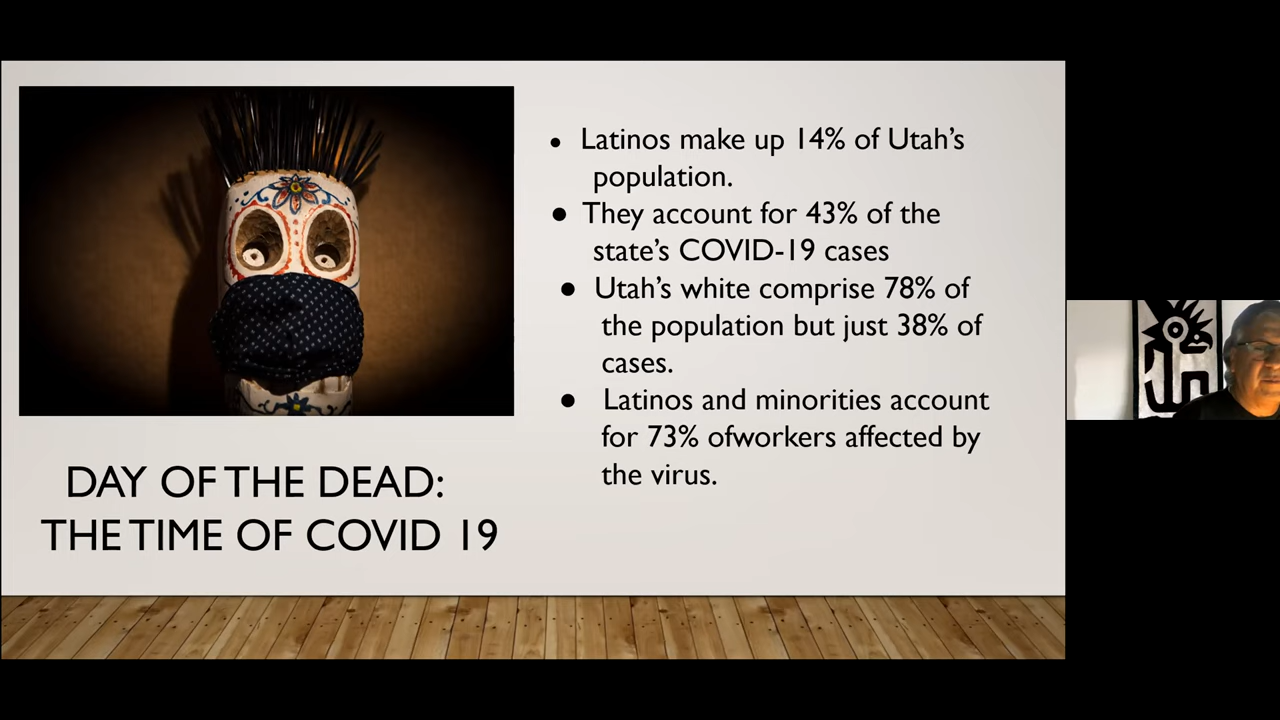 • Latinos make up 14% of Utah’s
population.
• They account for 43% of the
state’s COVID-19 cases
• Utah’s white comprise 78% of
the population but just 38% of
cases.
• Latinos and minorities account
for 73% ofworkers affected by
the virus.
DAY OF THE DEAD:
THE TIME OF COVID 19